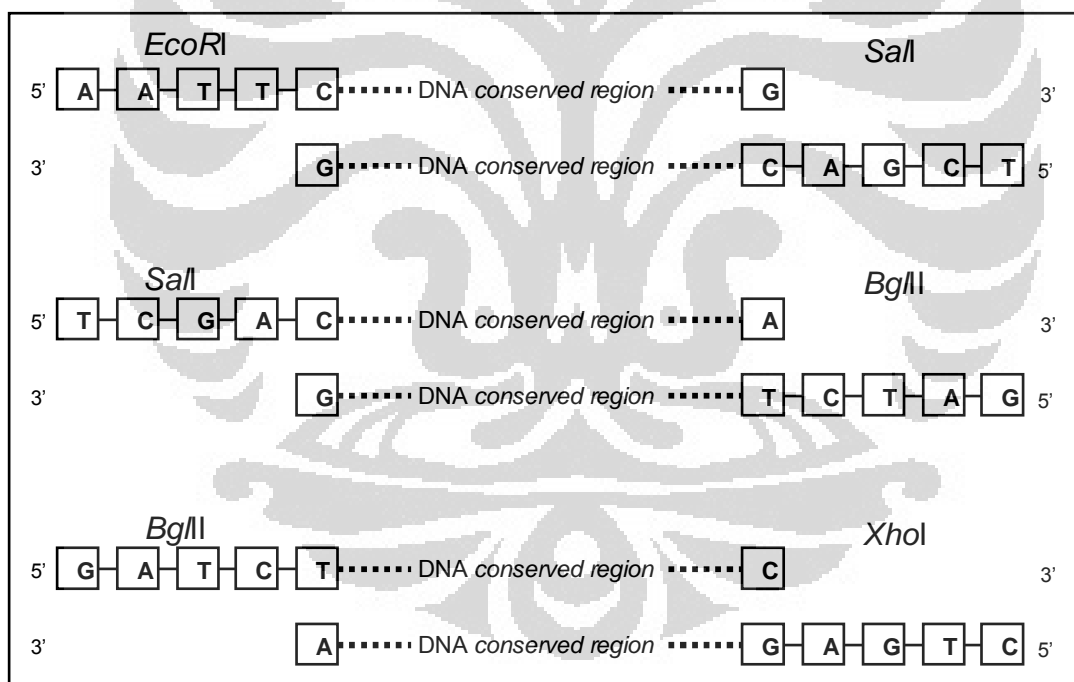 EcoRI SalI
5' A A T T C DNA conserved region G 3'
3' G DNA conserved region C A G C T 5'
SalI BglII
5' T C G A C DNA conserved region A 3'
3' G DNA conserved region T C T A G 5'
BglII XhoI
5' G A T C T DNA conserved region C 3'
3' A DNA conserved region G A G T C 5'